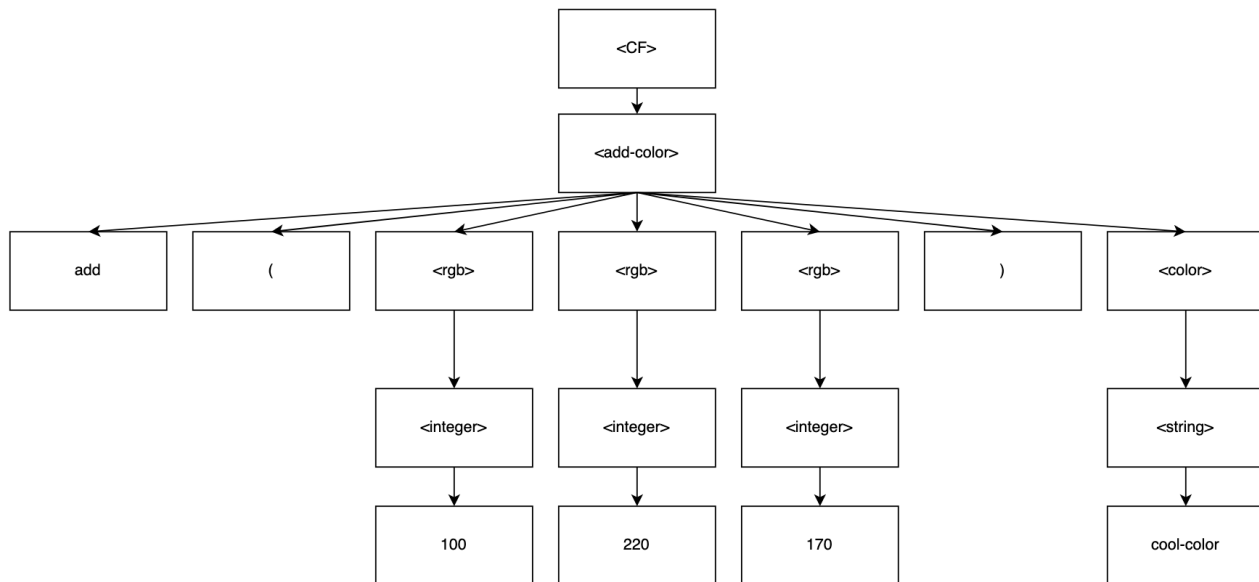 <CF>
<add-color>
add ( <rgb> <rgb> <rgb> ) <color>
<integer> <integer> <integer> <string>
100 220 170 cool-color